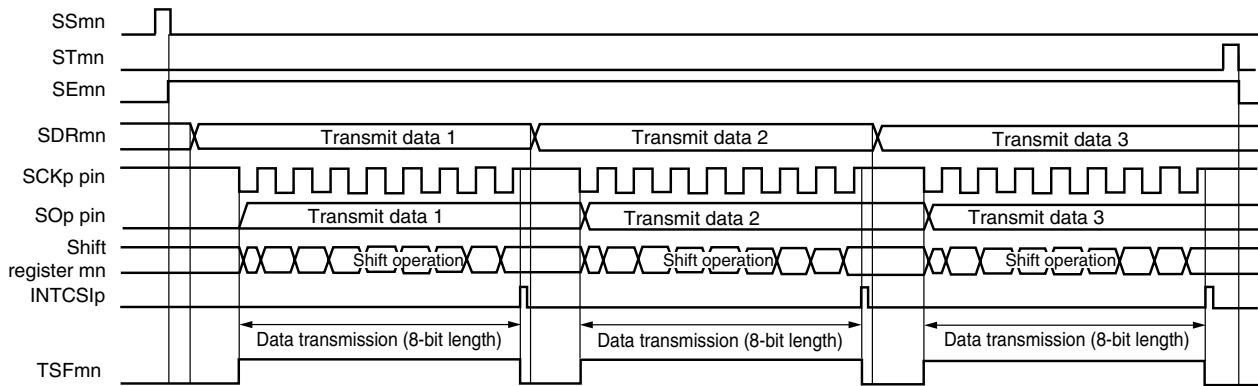 SSmn
STmn
SEmn
SDRmn
Transmit data 1
Transmit data 2
Transmit data 3
SCKp pin
SOp pin
Transmit data 1
Transmit data 2
Transmit data 3
Shift
register mn
Shift operation
Shift operation
Shift operation
INTCSIp
Data transmission (8-bit length)
Data transmission (8-bit length)
Data transmission (8-bit length)
TSFmn